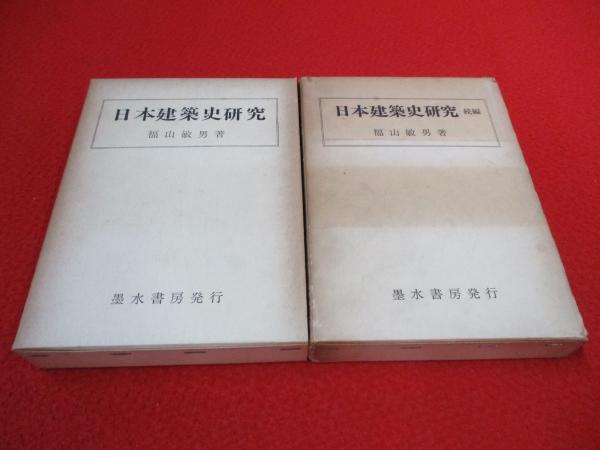 日本建築史研究
福山敏男著
墨水書房発行
日本建築史研究 続編
福山敏男著
墨水書房発行